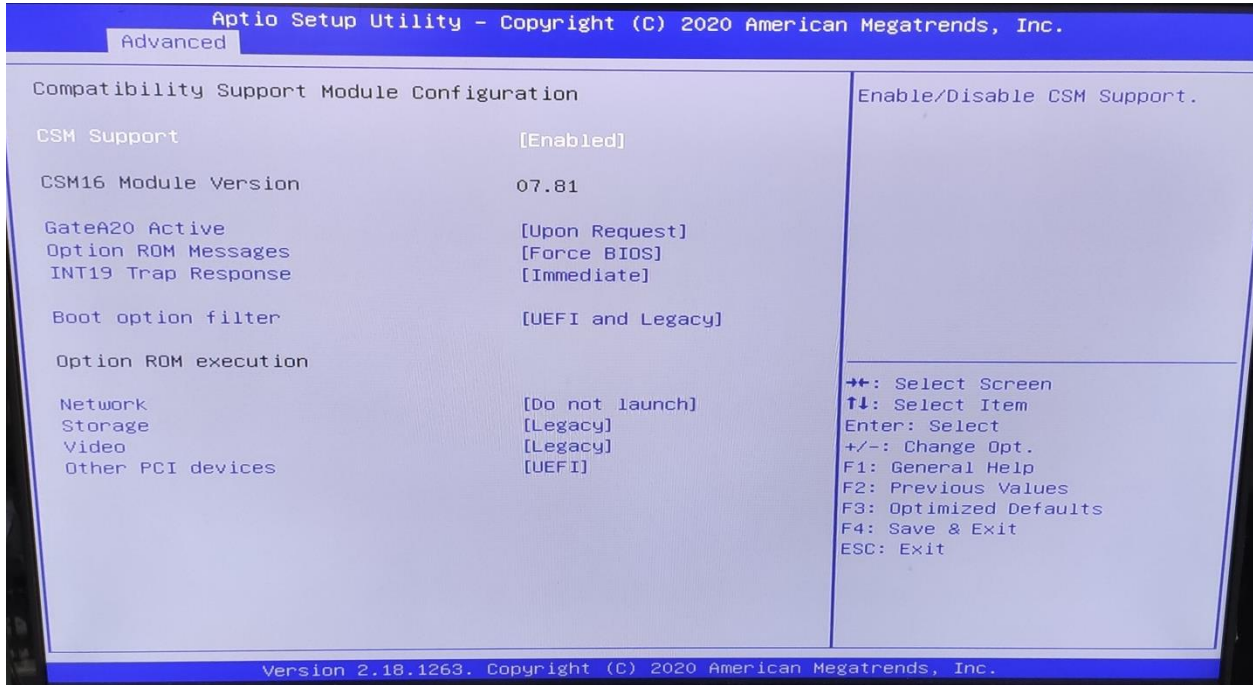 Aptio Setup Utility – Copyright (C) 2020 American Megatrends, Inc.
Advanced
Compatibility Support Module Configuration
CSM Support [Enabled]
CSM16 Module Version 07.81
GateA20 Active [Upon Request]
Option ROM Messages [Force BIOS]
INT19 Trap Response [Immediate]
Boot option filter [UEFI and Legacy]
Option ROM execution
Network [Do not launch]
Storage [Legacy]
Video [Legacy]
Other PCI devices [UEFI]
Enable/Disable CSM Support.
→←: Select Screen
↑↓: Select Item
Enter: Select
+/-: Change Opt.
F1: General Help
F2: Previous Values
F3: Optimized Defaults
F4: Save & Exit
ESC: Exit
Version 2.18.1263. Copyright (C) 2020 American Megatrends, Inc.